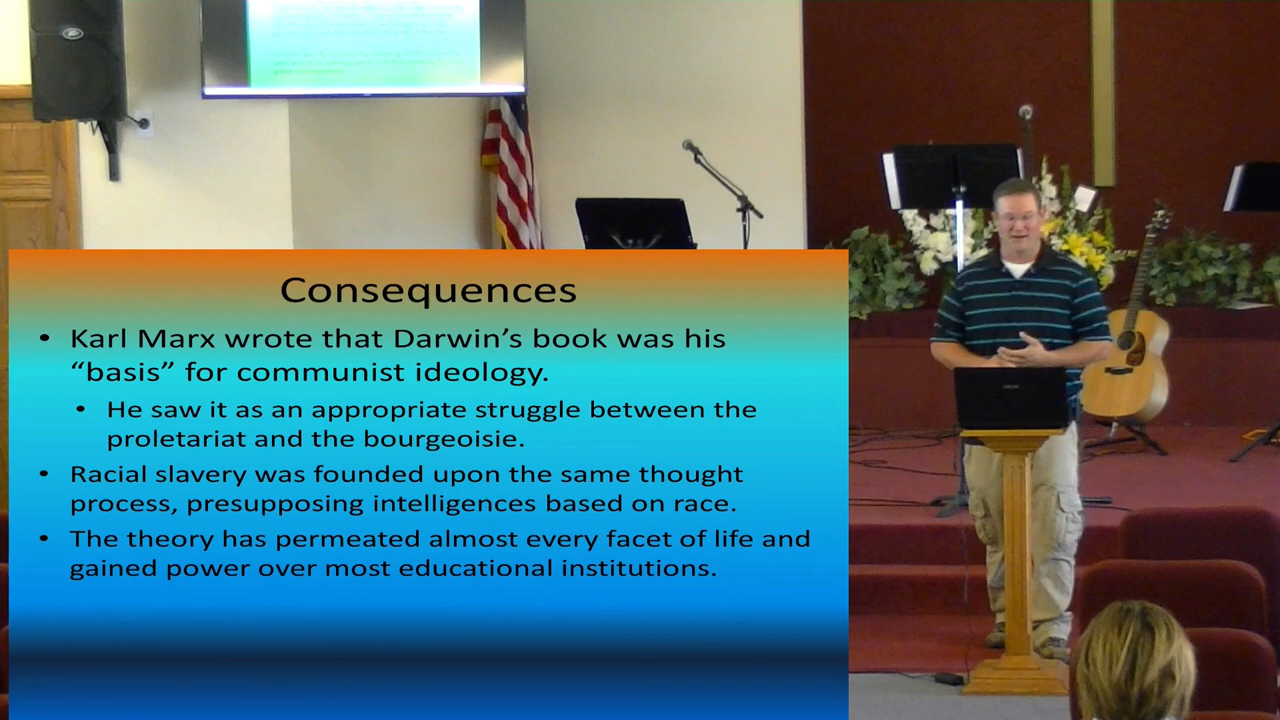 Consequences
• Karl Marx wrote that Darwin’s book was his
“basis” for communist ideology.
• He saw it as an appropriate struggle between the
proletariat and the bourgeoisie.
• Racial slavery was founded upon the same thought
process, presupposing intelligences based on race.
• The theory has permeated almost every facet of life and
gained power over most educational institutions.